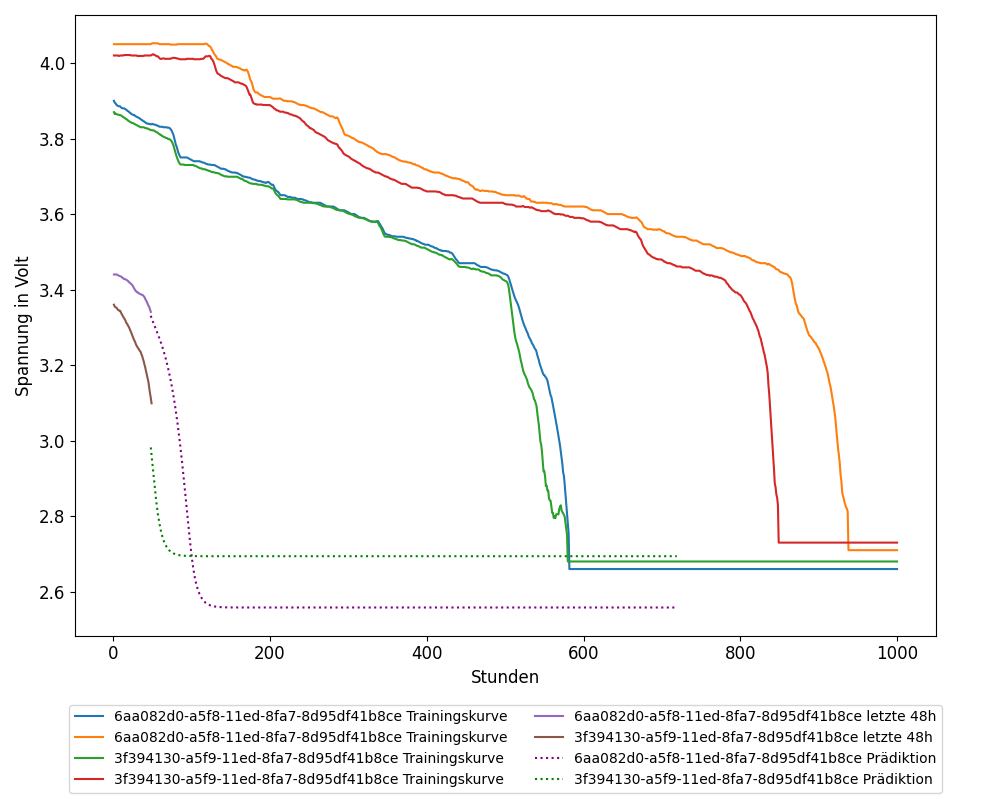 4.0
3.8
3.6
3.4
3.2
3.0
2.8
2.6
Spannung in Volt
0 200 400 600 800 1000
Stunden
6aa082d0-a5f8-11ed-8fa7-8d95df41b8ce Trainingskurve
6aa082d0-a5f8-11ed-8fa7-8d95df41b8ce Trainingskurve
3f394130-a5f9-11ed-8fa7-8d95df41b8ce Trainingskurve
3f394130-a5f9-11ed-8fa7-8d95df41b8ce Trainingskurve
6aa082d0-a5f8-11ed-8fa7-8d95df41b8ce letzte 48h
3f394130-a5f9-11ed-8fa7-8d95df41b8ce letzte 48h
6aa082d0-a5f8-11ed-8fa7-8d95df41b8ce Prädiktion
3f394130-a5f9-11ed-8fa7-8d95df41b8ce Prädiktion